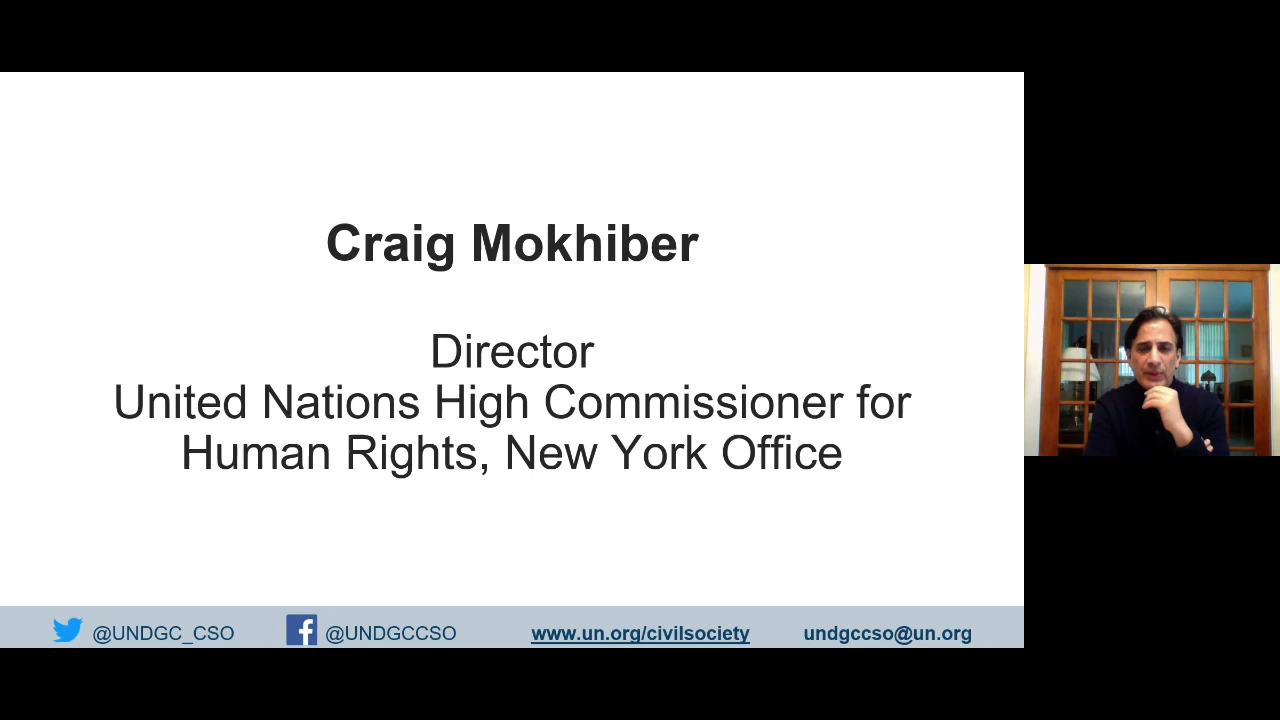 Craig Mokhiber
Director
United Nations High Commissioner for
Human Rights, New York Office
@UNDGC_CSO @UNDGCCSO www.un.org/civilsociety undgccso@un.org